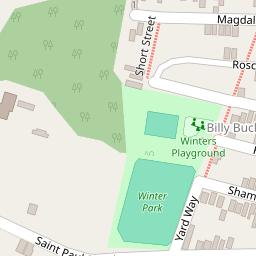 Magdal
Short Street
Rosc
Billy Buck
Winters
Playground
Winter
Park
Sham
Yard Way
Saint Paul